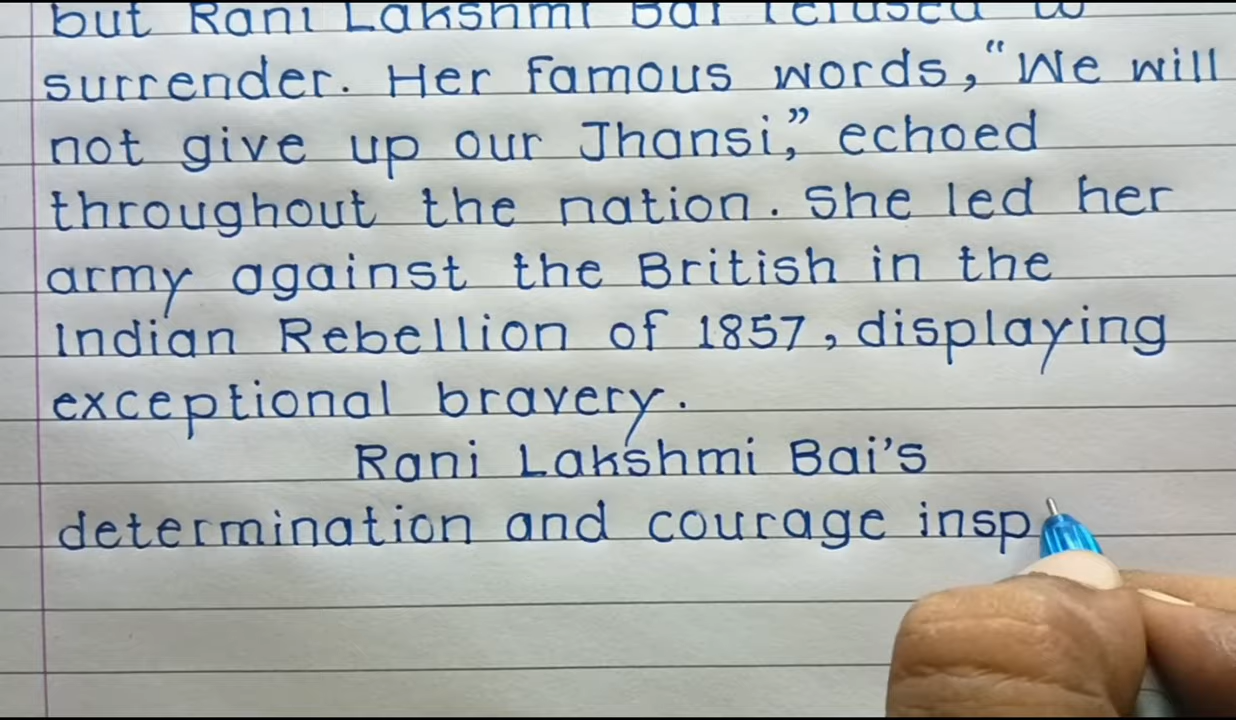 but Rani Lakshmi Bai refused to
surrender. Her famous words, “We will
not give up our Jhansi,” echoed
throughout the nation. She led her
army against the British in the
Indian Rebellion of 1857, displaying
exceptional bravery.
Rani Lakshmi Bai's
determination and courage insp